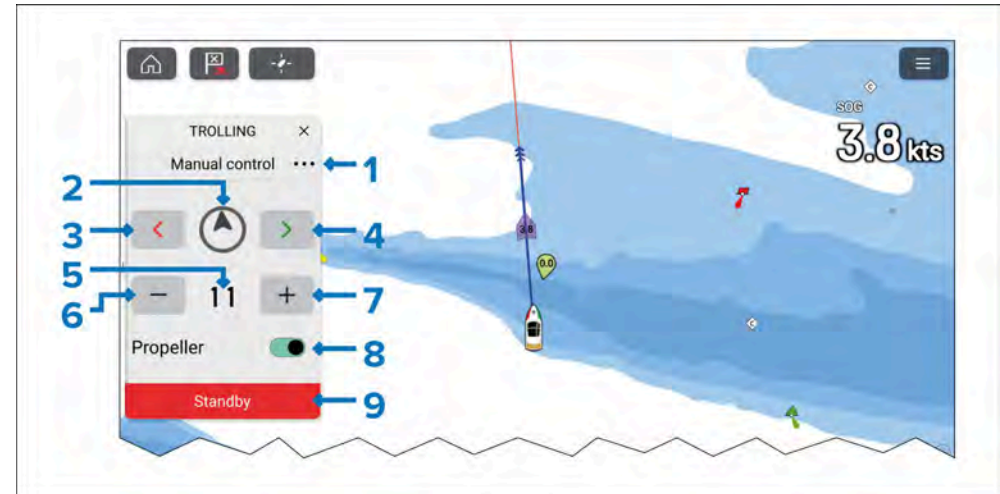 SOG
3.8 kts
TROLLING ×
Manual control ... 1
2
3 < > 4
5
6 − 11 + 7
Propeller 8
Standby 9
3.8
0.0
C
C